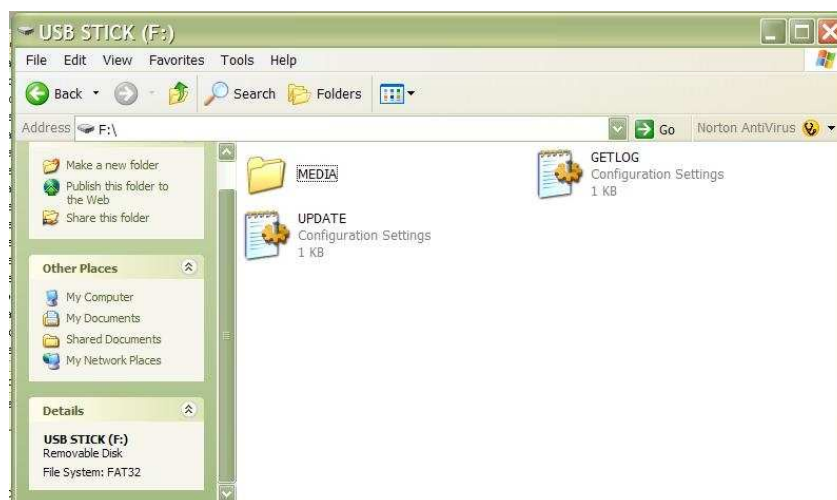 USB STICK (F:)
File Edit View Favorites Tools Help
Back Search Folders
Address F:\ Go Norton AntiVirus
Make a new folder
Publish this folder to
the Web
Share this folder
Other Places
My Computer
My Documents
Shared Documents
My Network Places
Details
USB STICK (F:)
Removable Disk
File System: FAT32
MEDIA
GETLOG
Configuration Settings
1 KB
UPDATE
Configuration Settings
1 KB